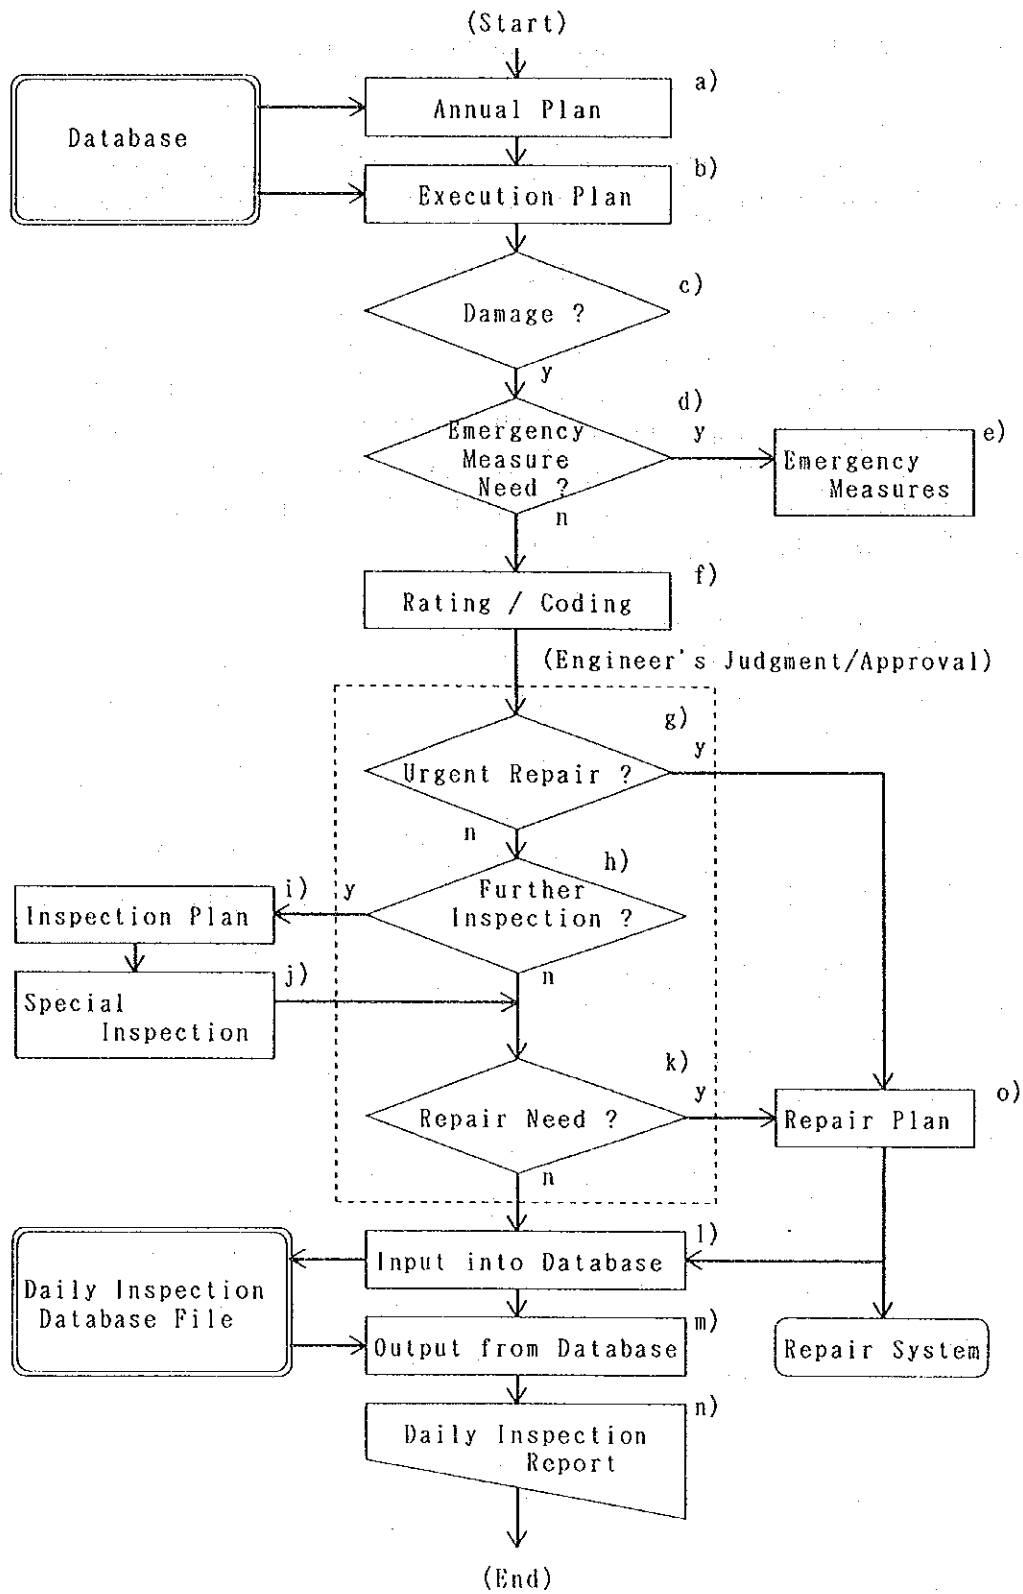 (Start)
a)
Annual Plan
Database
b)
Execution Plan
c)
Damage ?
y
d)
Emergency
Measure
Need ?
y
e)
Emergency
Measures
n
f)
Rating / Coding
(Engineer's Judgment/Approval)
g)
y
Urgent Repair ?
n
h)
Further
Inspection ?
y
i)
Inspection Plan
n
j)
Special
Inspection
k)
y
Repair Need ?
o)
Repair Plan
n
l)
Input into Database
Daily Inspection
Database File
m)
Output from Database
Repair System
n)
Daily Inspection
Report
(End)